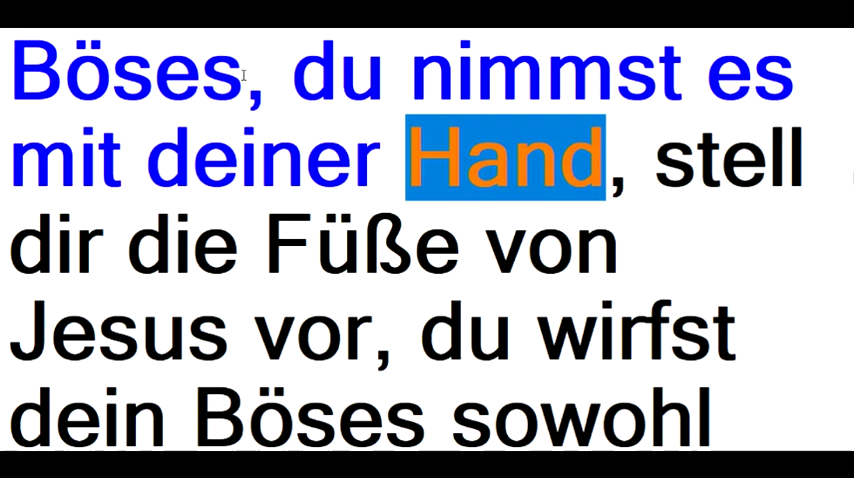 Böses, du nimmst es
mit deiner Hand, stell
dir die Füße von
Jesus vor, du wirfst
dein Böses sowohl